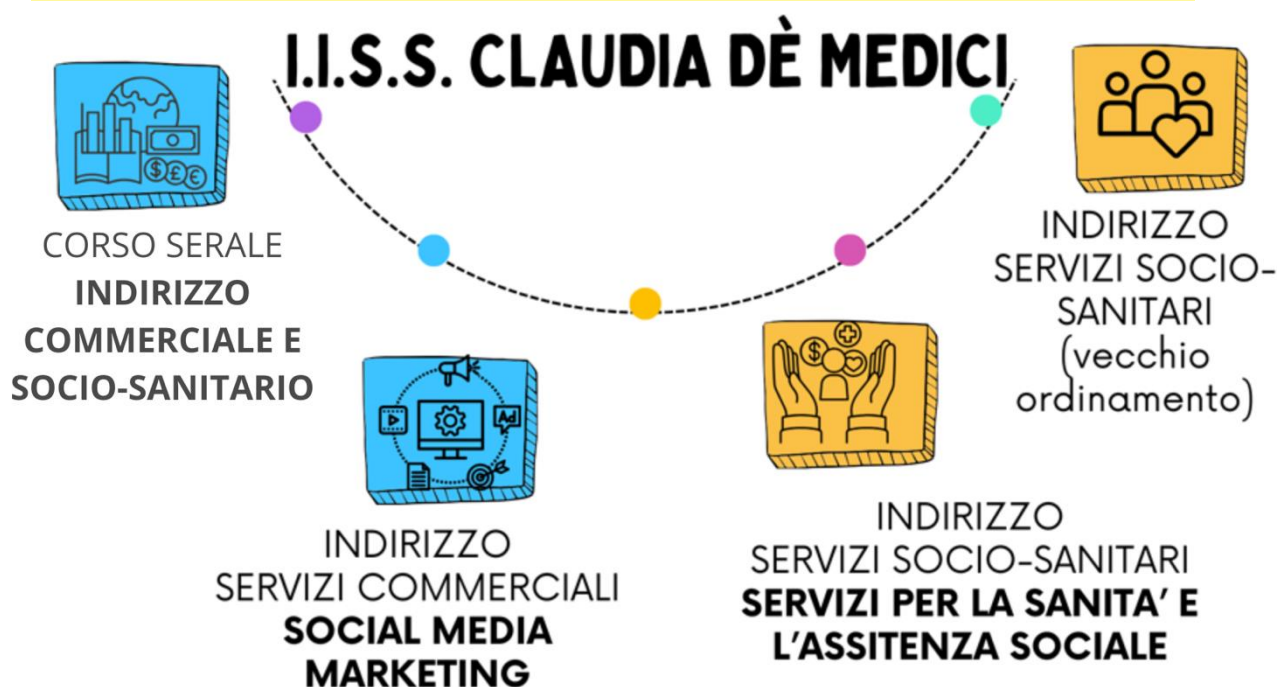 I.I.S.S. CLAUDIA DÈ MEDICI
CORSO SERALE
INDIRIZZO
COMMERCIALE E
SOCIO-SANITARIO
INDIRIZZO
SERVIZI COMMERCIALI
SOCIAL MEDIA
MARKETING
Ad
INDIRIZZO
SERVIZI SOCIO-SANITARI
SERVIZI PER LA SANITA’ E
L’ASSITENZA SOCIALE
INDIRIZZO
SERVIZI SOCIO-
SANITARI
(vecchio
ordinamento)
$ £ €
$